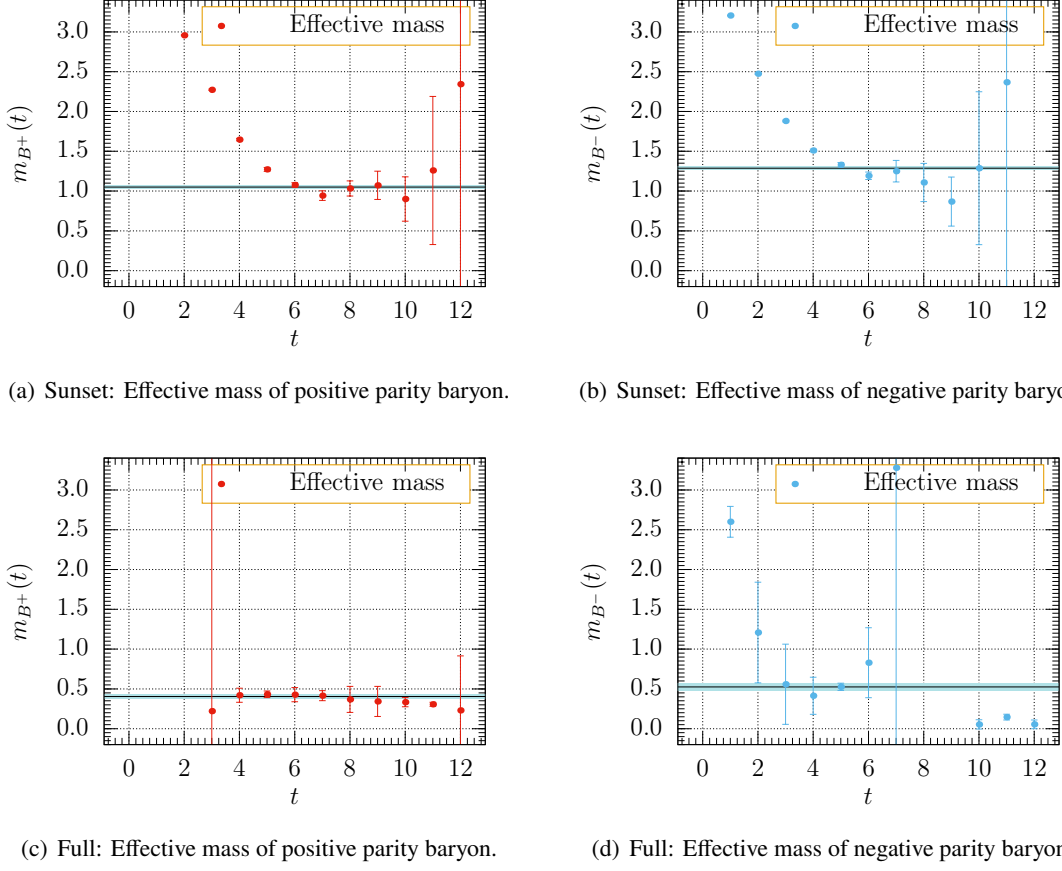 3.0
2.5
2.0
1.5
1.0
0.5
0.0
m_{B^+}(t)
Effective mass
0 2 4 6 8 10 12
t
3.0
2.5
2.0
1.5
1.0
0.5
0.0
m_{B^-}(t)
Effective mass
0 2 4 6 8 10 12
t
(a) Sunset: Effective mass of positive parity baryon.
(b) Sunset: Effective mass of negative parity baryo
3.0
2.5
2.0
1.5
1.0
0.5
0.0
m_{B^+}(t)
Effective mass
0 2 4 6 8 10 12
t
3.0
2.5
2.0
1.5
1.0
0.5
0.0
m_{B^-}(t)
Effective mass
0 2 4 6 8 10 12
t
(c) Full: Effective mass of positive parity baryon.
(d) Full: Effective mass of negative parity baryon